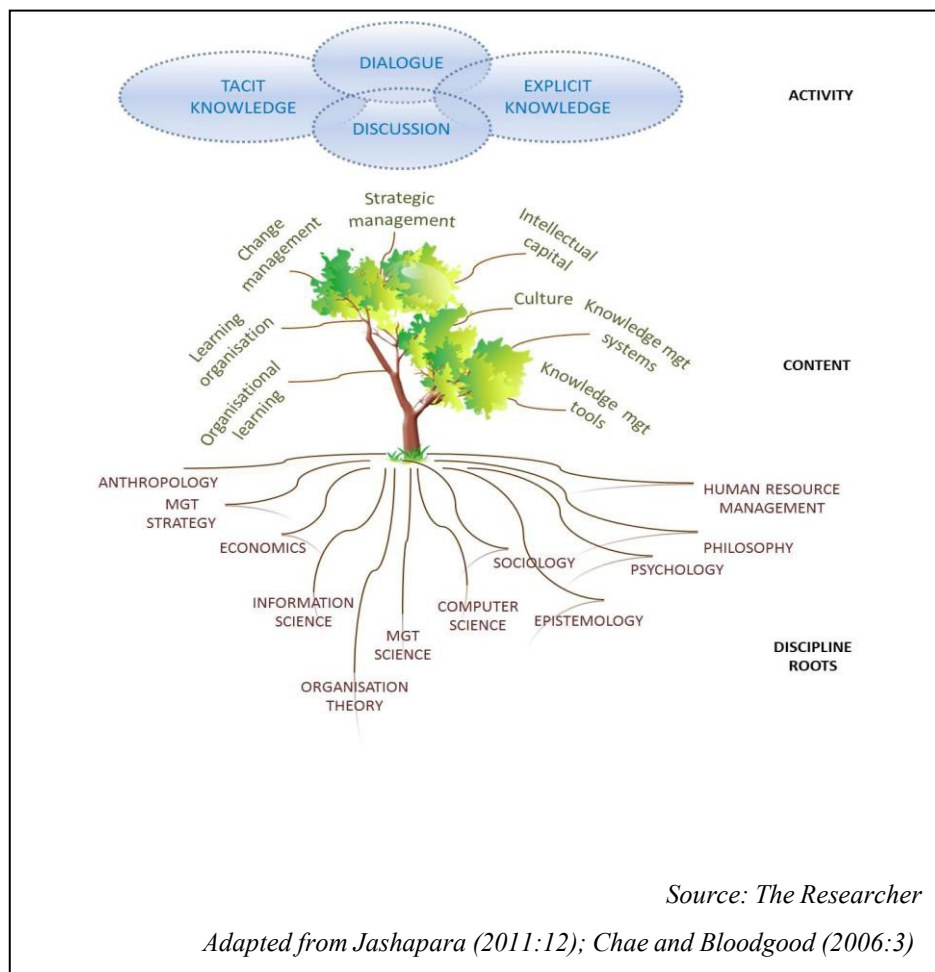 DIALOGUE
TACIT
KNOWLEDGE
EXPLICIT
KNOWLEDGE
DISCUSSION
ACTIVITY
Strategic
management
Change
management
Intellectual
capital
Learning
organisation
Culture
Knowledge mgt
systems
Organisational
learning
Knowledge mgt
tools
CONTENT
ANTHROPOLOGY
MGT
STRATEGY
ECONOMICS
INFORMATION
SCIENCE
ORGANISATION
THEORY
MGT
SCIENCE
COMPUTER
SCIENCE
SOCIOLOGY
EPISTEMOLOGY
PSYCHOLOGY
PHILOSOPHY
HUMAN RESOURCE
MANAGEMENT
DISCIPLINE
ROOTS
Source: The Researcher
Adapted from Jashapara (2011:12); Chae and Bloodgood (2006:3)